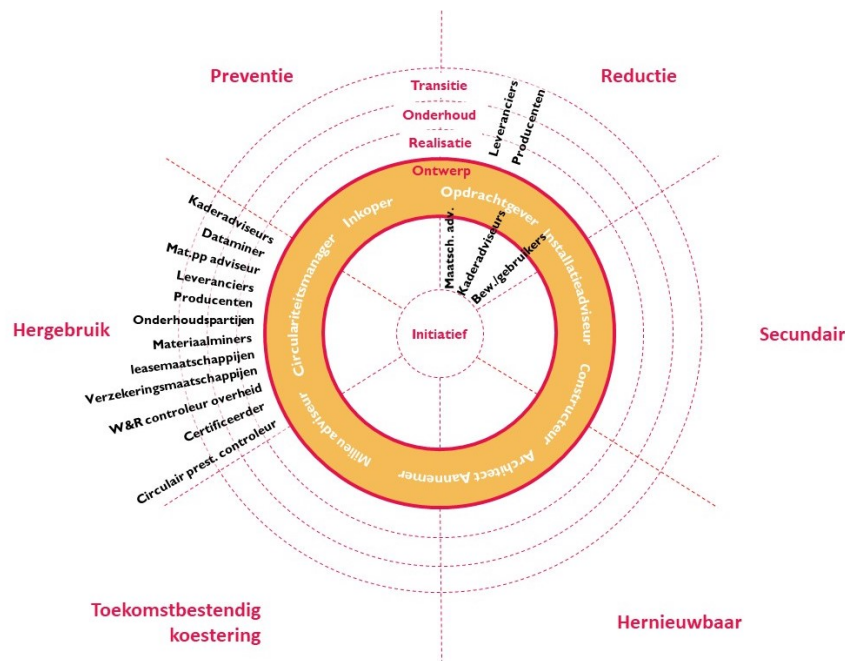 Preventie
Reductie
Transitie
Onderhoud
Realisatie
Ontwerp
Leveranciers
Producenten
Inkoper
Opdrachtgever
Installatieadviseur
Constructeur
Architect Aannemer
Milieu adviseur
Circulariteitsmanager
Maatsch. adv.
Kaderadviseurs
Bew./gebruikers
Initiatief
Kaderadviseurs
Dataminer
Mat.pp adviseur
Leveranciers
Producenten
Onderhoudspartijen
Materiaalminers
leasemaatschappijen
Verzekeringsmaatschappijen
W&R controleur overheid
Certificeerder
Circulair prest. controleur
Hergebruik
Secundair
Toekomstbestendig
koestering
Hernieuwbaar